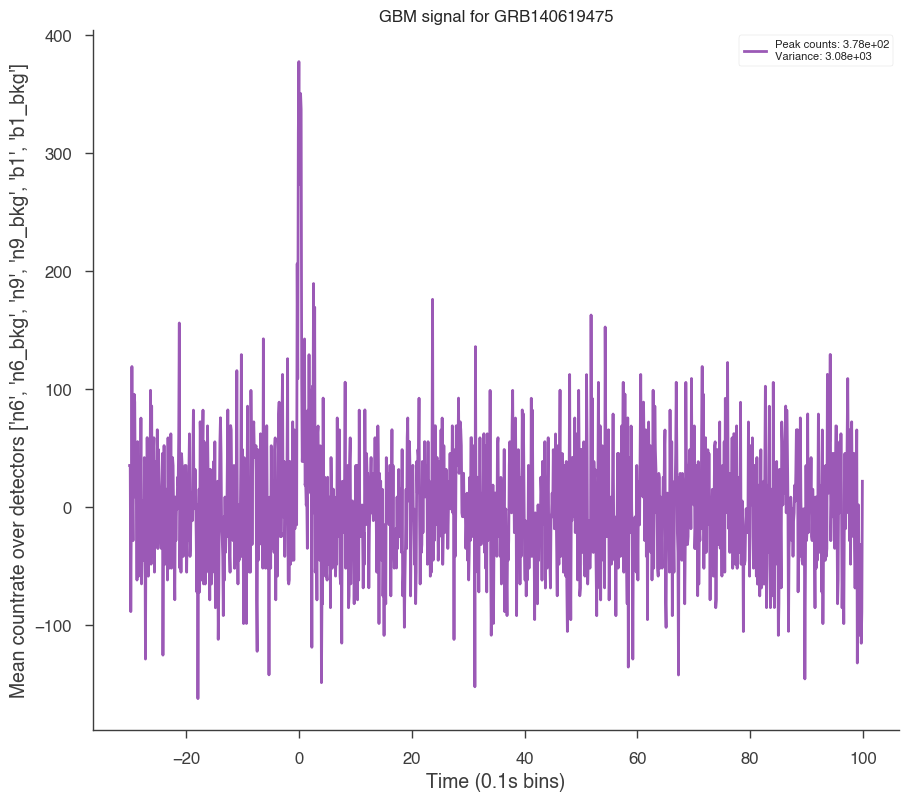 GBM signal for GRB140619475
Peak counts: 3.78e+02
Variance: 3.08e+03
Mean countrate over detectors ['n6', 'n6_bkg', 'n9', 'n9_bkg', 'b1', 'b1_bkg']
400
300
200
100
0
−100
−20
0
20
40
60
80
100
Time (0.1s bins)